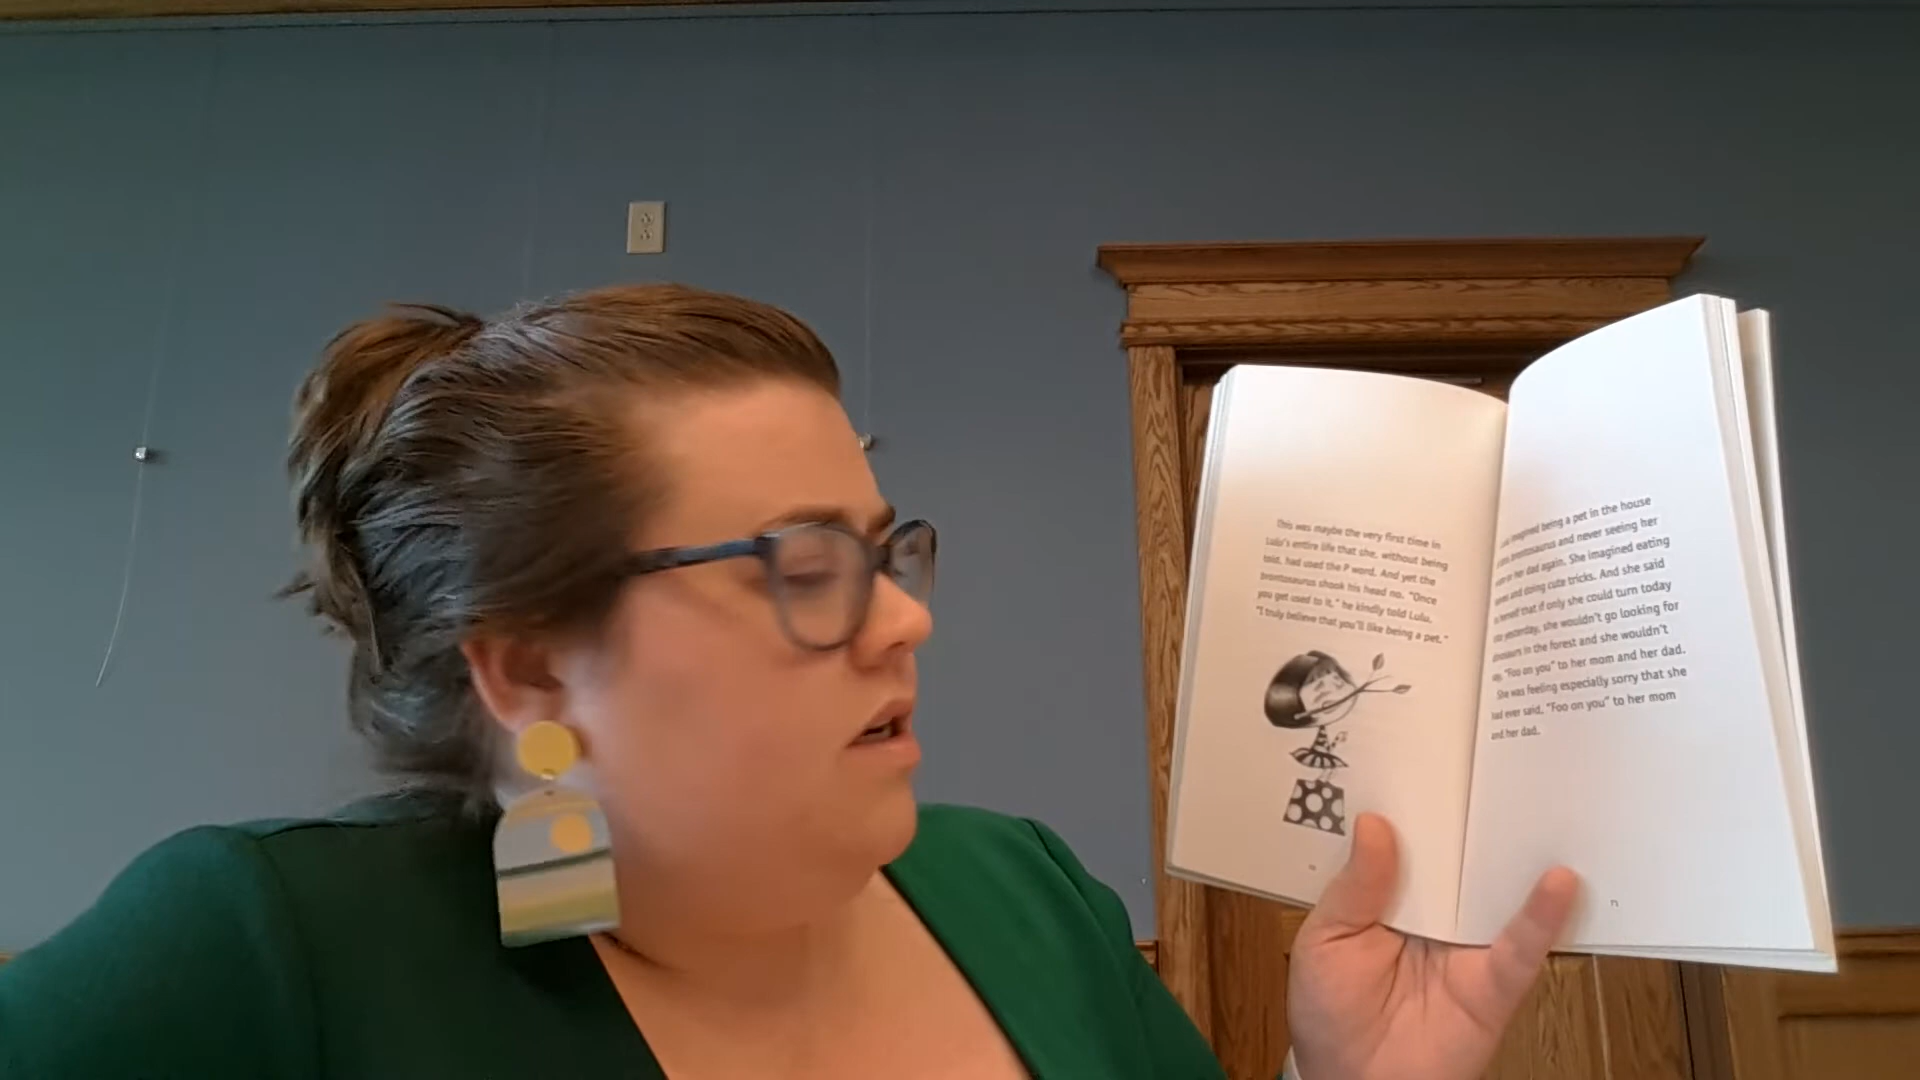 This was maybe the very first time in
Lulu's entire life that she, without being
told, had used the P word. And yet the
brontosaurus shook his head no. "Once
you get used to it," he kindly told Lulu,
"I truly believe that you'll like being a pet."
imagined being a pet in the house
brontosaurus and never seeing her
or her dad again. She imagined eating
and doing cute tricks. And she said
to herself that if only she could turn today
into yesterday, she wouldn't go looking for
dinosaurs in the forest and she wouldn't
say, "Foo on you" to her mom and her dad.
She was feeling especially sorry that she
had ever said, "Foo on you" to her mom
and her dad.
71